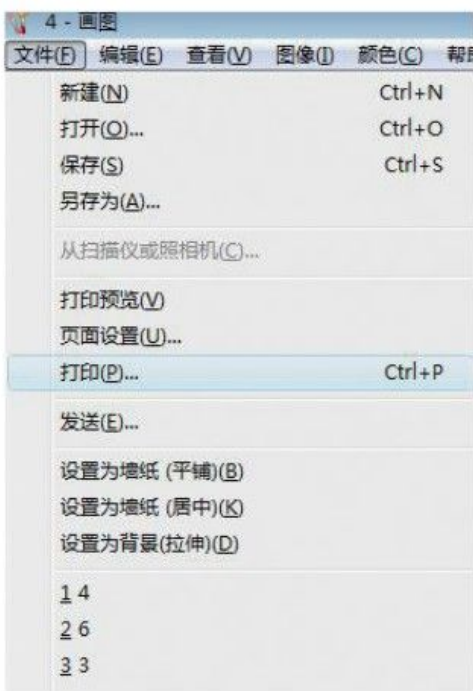 4 - 画图
文件(F) 编辑(E) 查看(V) 图像(I) 颜色(C) 帮
新建(N) Ctrl+N
打开(O)... Ctrl+O
保存(S) Ctrl+S
另存为(A)...
从扫描仪或照相机(C)...
打印预览(V)
页面设置(U)...
打印(P)... Ctrl+P
发送(E)...
设置为墙纸 (平铺)(B)
设置为墙纸 (居中)(K)
设置为背景(拉伸)(D)
1 4
2 6
3 3